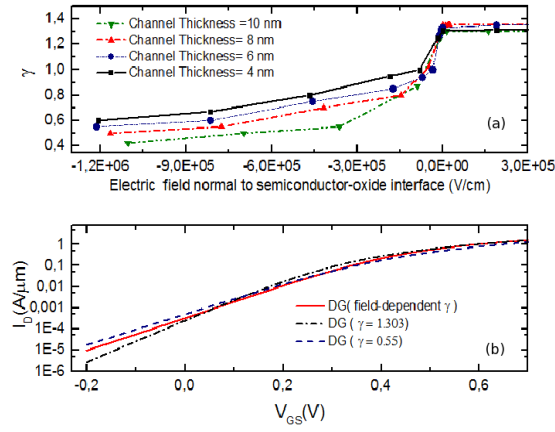 Channel Thickness =10 nm
Channel Thickness= 8 nm
Channel Thickness= 6 nm
Channel Thickness= 4 nm
γ
1.4
1.2
1.0
0.8
0.6
0.4
(a)
-1,2E+06 -9,0E+05 -6,0E+05 -3,0E+05 0,0E+00 3,0E+05
Electric field normal to semiconductor-oxide interface (V/cm)
I_D(A/μm)
1
0,1
0,01
0,001
1E-4
1E-5
1E-6
DG( field-dependent γ )
DG ( γ = 1.303)
DG ( γ = 0.55)
(b)
-0,2 0,0 0,2 0,4 0,6
V_GS(V)